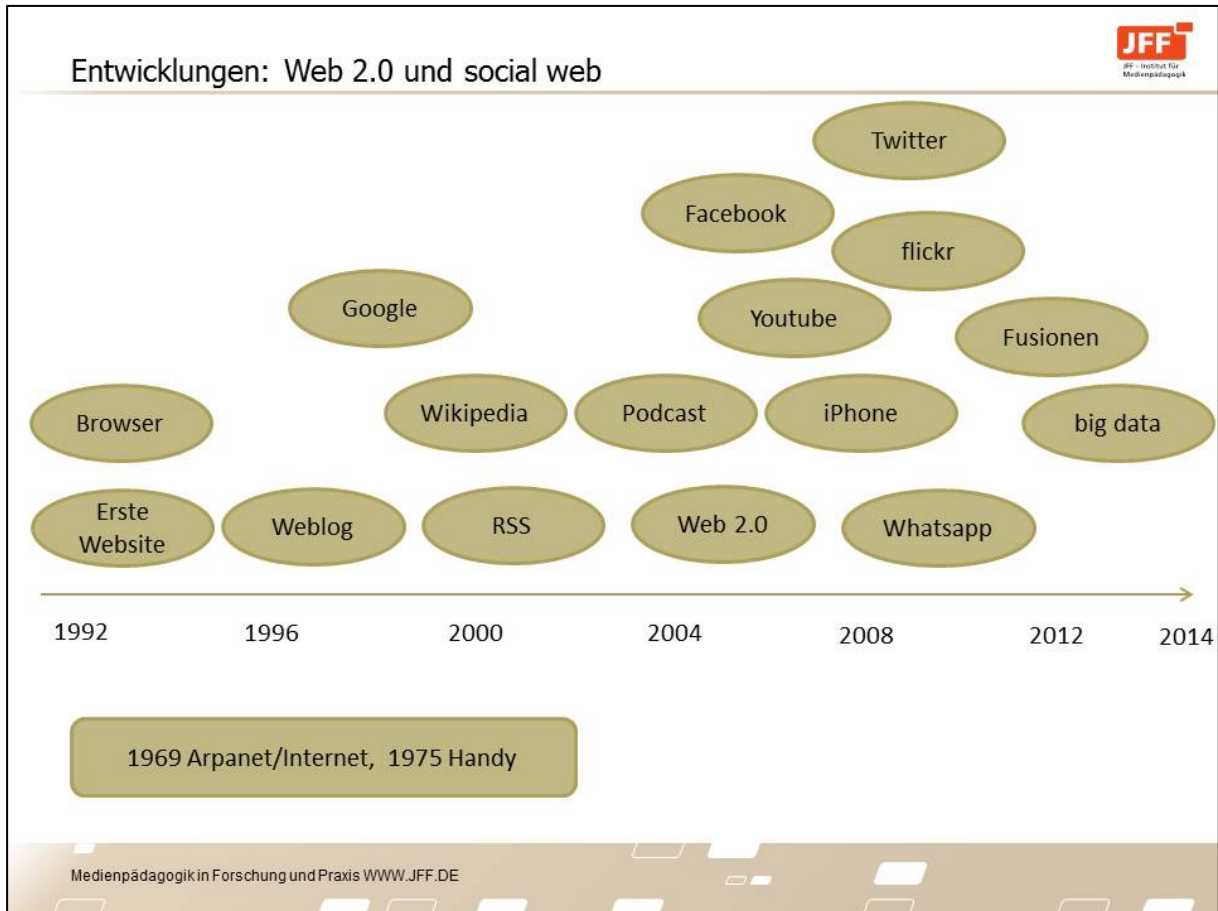 Entwicklungen: Web 2.0 und social web
JFF
JFF – Institut für
Medienpädagogik
Twitter
Facebook
flickr
Google
Youtube
Fusionen
Browser
Wikipedia
Podcast
iPhone
big data
Erste
Website
Weblog
RSS
Web 2.0
Whatsapp
1992
1996
2000
2004
2008
2012
2014
1969 Arpanet/Internet, 1975 Handy
Medienpädagogik in Forschung und Praxis WWW.JFF.DE